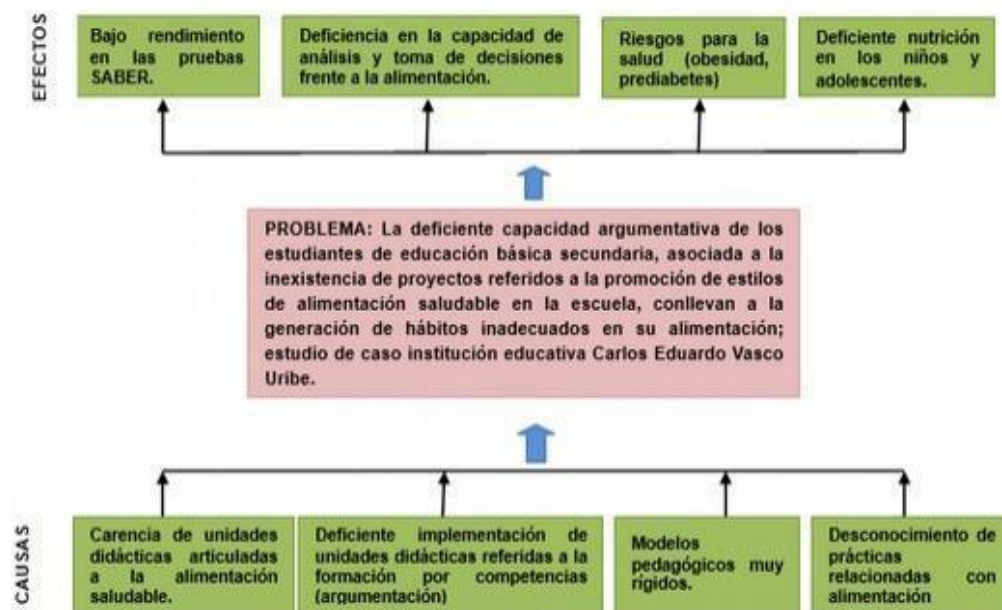 EFECTOS
Bajo rendimiento
en las pruebas
SABER.
Deficiencia en la capacidad de
análisis y toma de decisiones
frente a la alimentación.
Riesgos para la
salud (obesidad,
prediabetes)
Deficiente nutrición
en los niños y
adolescentes.
PROBLEMA: La deficiente capacidad argumentativa de los
estudiantes de educación básica secundaria, asociada a la
inexistencia de proyectos referidos a la promoción de estilos
de alimentación saludable en la escuela, conllevan a la
generación de hábitos inadecuados en su alimentación;
estudio de caso institución educativa Carlos Eduardo Vasco
Uribe.
CAUSAS
Carencia de unidades
didácticas articuladas
a la alimentación
saludable.
Deficiente implementación de
unidades didácticas referidas a la
formación por competencias
(argumentación)
Modelos
pedagógicos muy
rígidos.
Desconocimiento de
prácticas
relacionadas con
alimentación